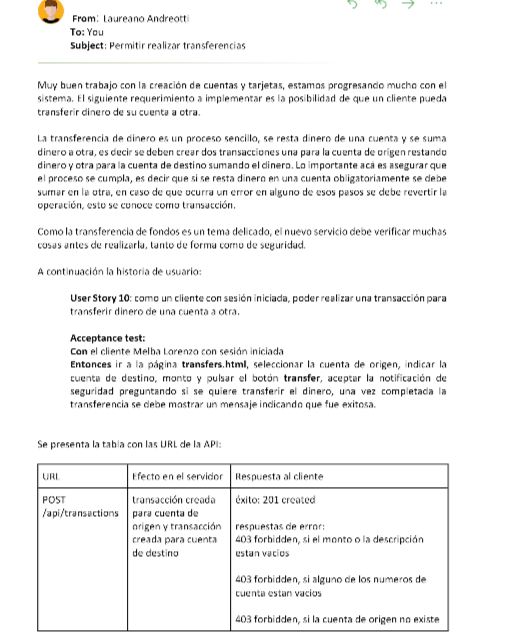 From: Laureano Andreotti
To: You
Subject: Permitir realizar transferencias
Muy buen trabajo con la creación de cuentas y tarjetas, estamos progresando mucho con el
sistema. El siguiente requerimiento a implementar es la posibilidad de que un cliente pueda
transferir dinero de su cuenta a otra.
La transferencia de dinero es un proceso sencillo, se resta dinero de una cuenta y se suma
dinero a otra, es decir se deben crear dos transacciones una para la cuenta de origen restando
dinero y otra para la cuenta de destino sumando el dinero. Lo importante acá es asegurar que
el proceso se cumpla, es decir que si se resta dinero en una cuenta obligatoriamente se debe
sumar en la otra, en caso de que ocurra un error en alguno de esos pasos se debe revertir la
operación, esto se conoce como transacción.
Como la transferencia de fondos es un tema delicado, el nuevo servicio debe verificar muchas
cosas antes de realizarla, tanto de forma como de seguridad.
A continuación la historia de usuario:
User Story 10: como un cliente con sesión iniciada, poder realizar una transacción para
transferir dinero de una cuenta a otra.
Acceptance test:
Con el cliente Melba Lorenzo con sesión iniciada
Entonces ir a la página transfers.html, seleccionar la cuenta de origen, indicar la
cuenta de destino, monto y pulsar el botón transfer, aceptar la notificación de
seguridad preguntando si se quiere transferir el dinero, una vez completada la
transferencia se debe mostrar un mensaje indicando que fue exitosa.
Se presenta la tabla con las URL de la API:
URL Efecto en el servidor Respuesta al cliente
POST transacción creada éxito: 201 created
/api/transactions para cuenta de
origen y transacción respuestas de error:
creada para cuenta 403 forbidden, si el monto o la descripción
de destino estan vacios
403 forbidden, si alguno de los numeros de
cuenta estan vacios
403 forbidden, si la cuenta de origen no existe